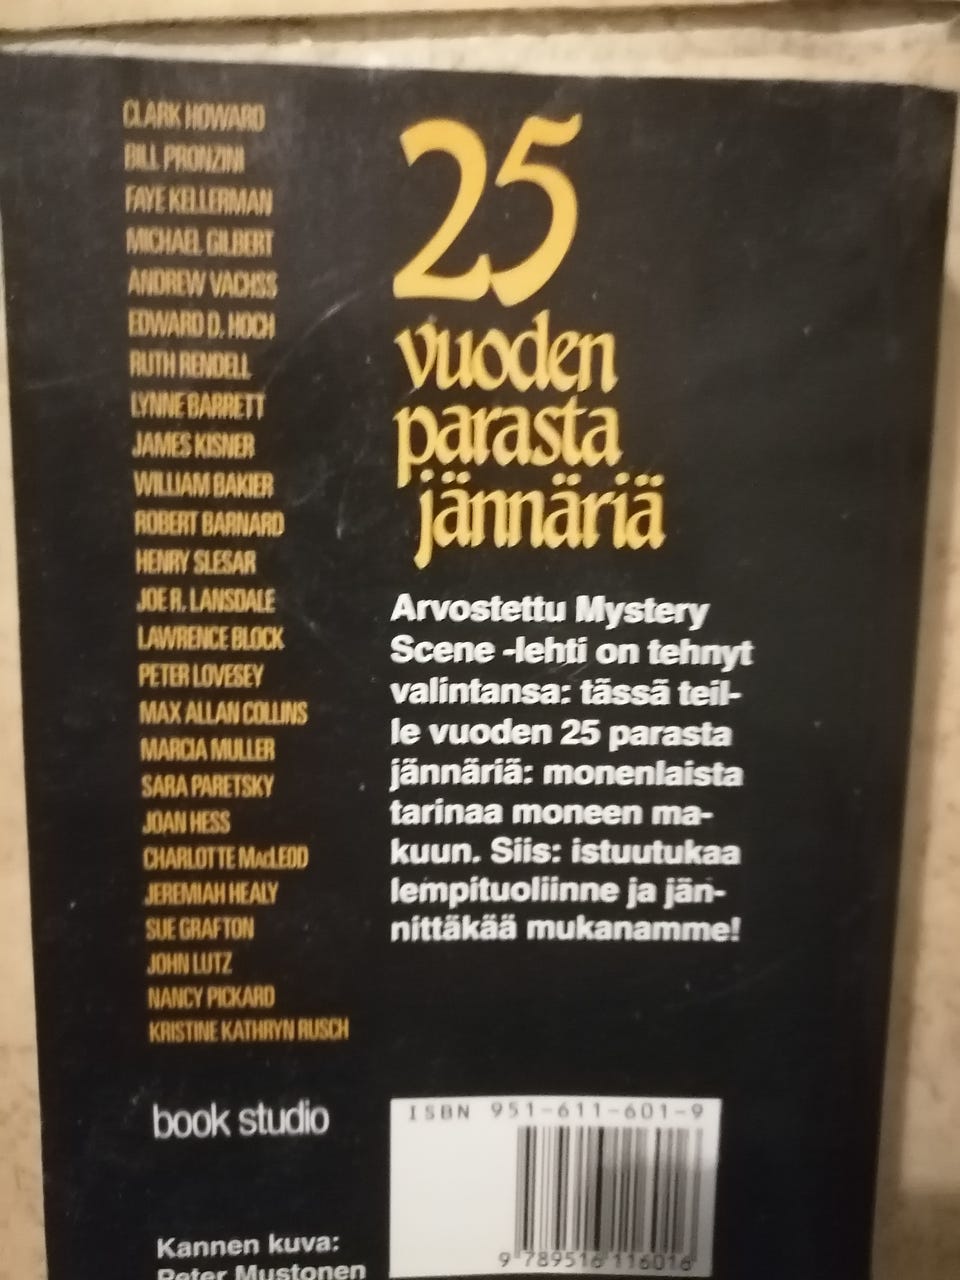 CLARK HOWARD
BILL PRONZINI
FAYE KELLERMAN
MICHAEL GILBERT
ANDREW VACHSS
EDWARD D. HOCH
RUTH RENDELL
LYNNE BARRETT
JAMES KISNER
WILLIAM BAKIER
ROBERT BARNARD
HENRY SLESAR
JOE R. LANSDALE
LAWRENCE BLOCK
PETER LOVESEY
MAX ALLAN COLLINS
MARCIA MULLER
SARA PARETSKY
JOAN HESS
CHARLOTTE MacLEOD
JEREMIAH HEALY
SUE GRAFTON
JOHN LUTZ
NANCY PICKARD
KRISTINE KATHRYN RUSCH
25
vuoden
parasta
jännäriä
Arvostettu Mystery
Scene -lehti on tehnyt
valintansa: tässä teil-
le vuoden 25 parasta
jännäriä: monenlaista
tarinaa moneen ma-
kuun. Siis: istuutukaa
lempituoliinne ja jän-
nittäkää mukanamme!
book studio
Kannen kuva:
Peter Mustonen
ISBN 951-611-601-9
9 789516 116016